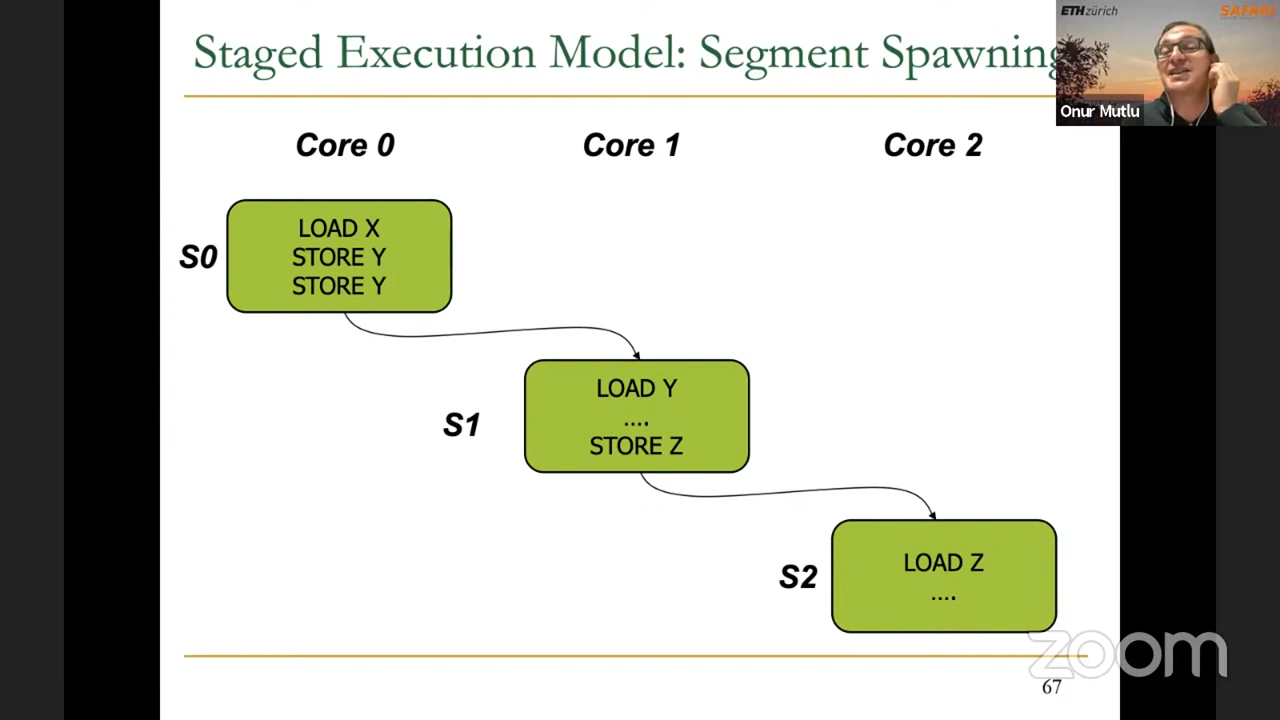 Staged Execution Model: Segment Spawning
ETH zürich
SAFARI
Onur Mutlu
Core 0
Core 1
Core 2
S0
LOAD X
STORE Y
STORE Y
S1
LOAD Y
....
STORE Z
S2
LOAD Z
....
zoom
67